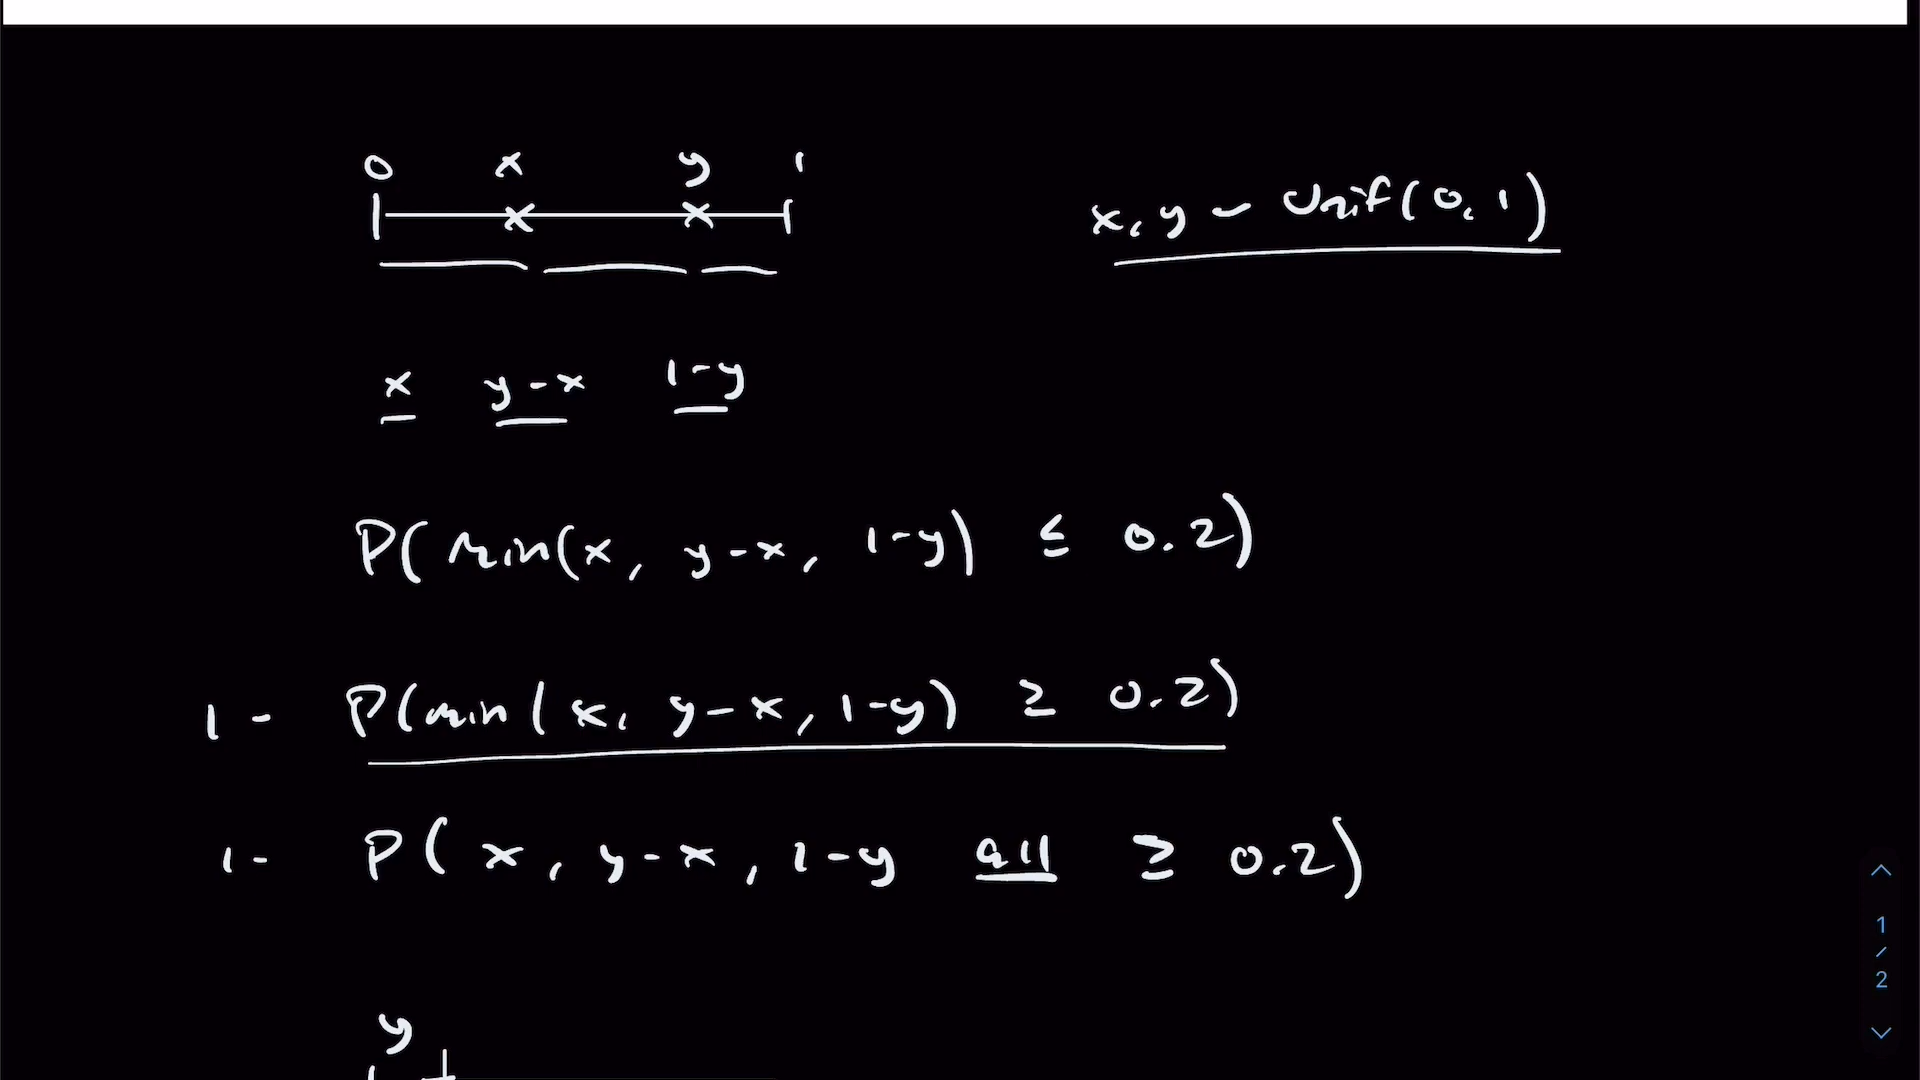 0 x y 1
x, y ~ Unif(0, 1)
x y-x 1-y
P(min(x, y-x, 1-y) ≤ 0.2)
1 - P(min(x, y-x, 1-y) ≥ 0.2)
1 - P(x, y-x, 1-y all ≥ 0.2)
y
1
/
2